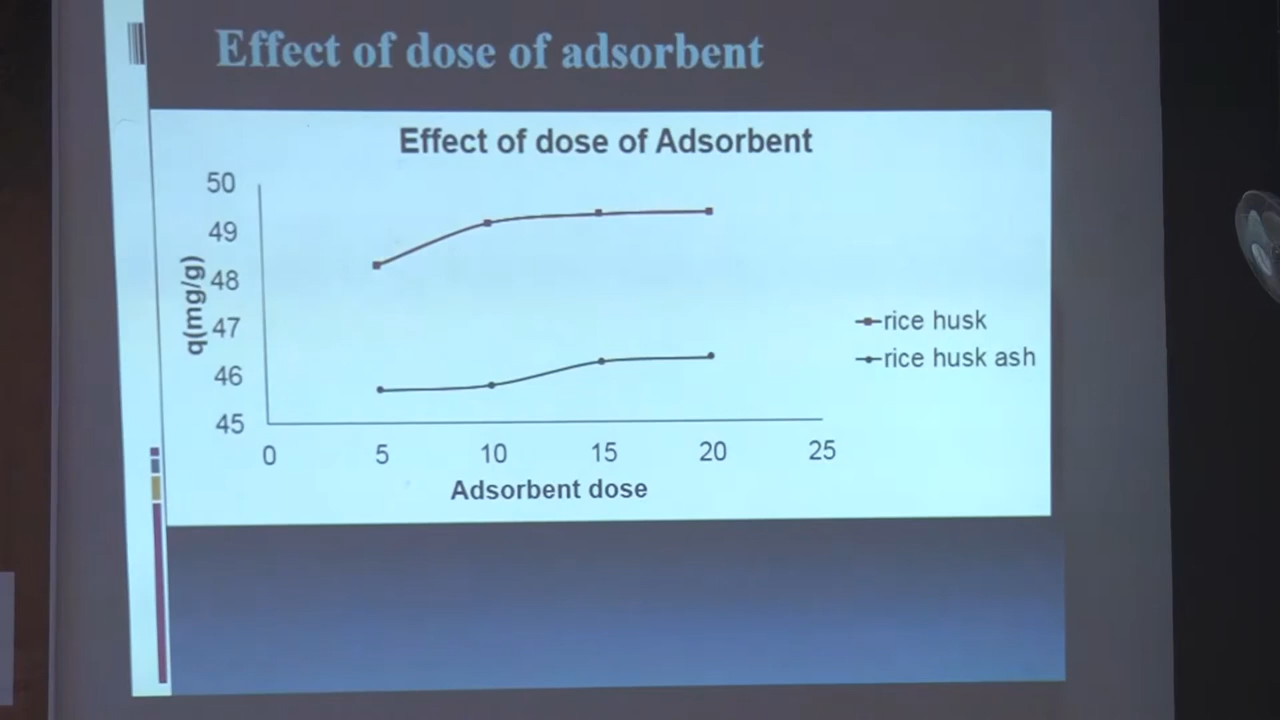 Effect of dose of adsorbent
Effect of dose of Adsorbent
50
49
48
47
46
45
q(mg/g)
0 5 10 15 20 25
Adsorbent dose
rice husk
rice husk ash